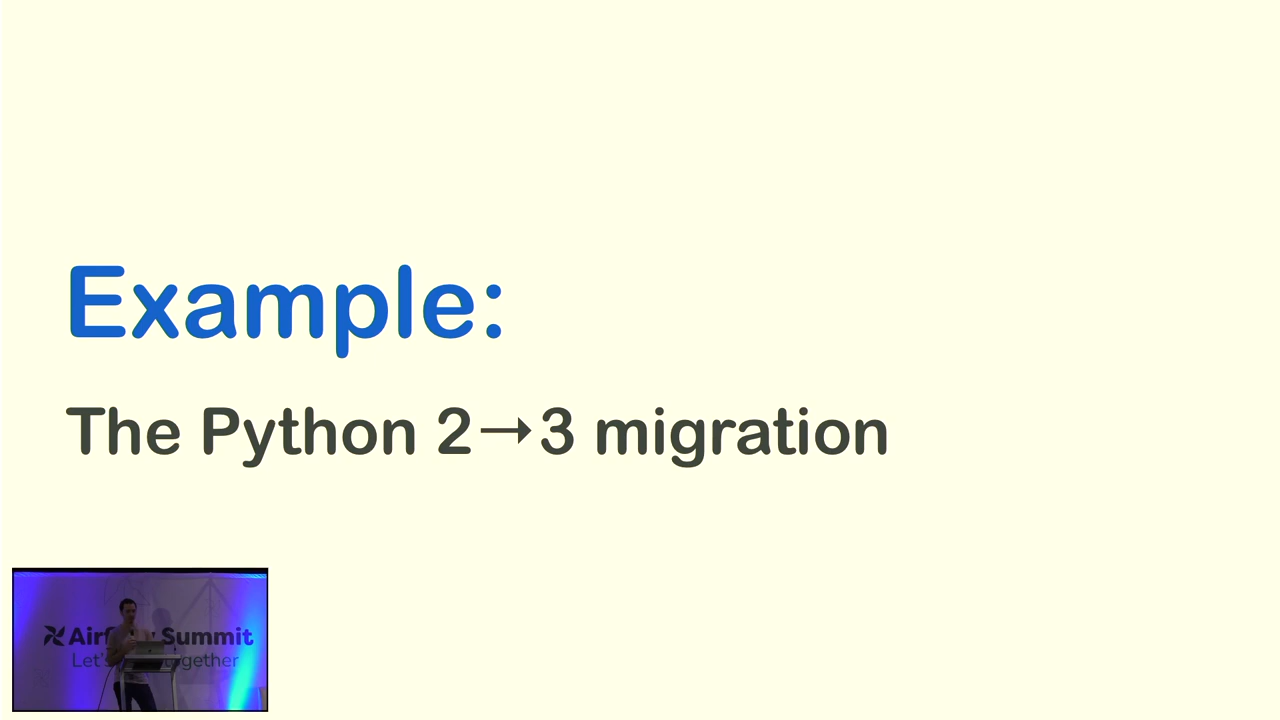 Example:
The Python 2→3 migration
Airflow Summit
Let's together